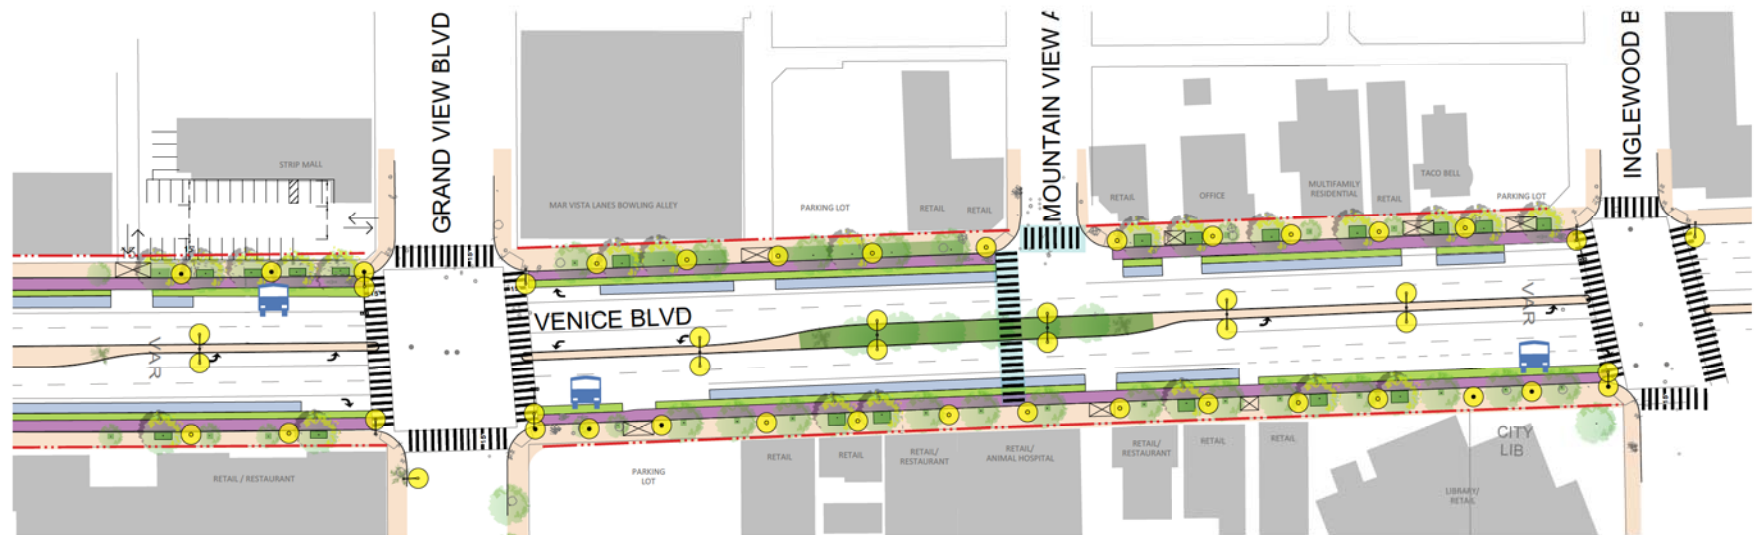 GRAND VIEW BLVD
MOUNTAIN VIEW A
INGLEWOOD B
STRIP MALL
MAR VISTA LANES BOWLING ALLEY
PARKING LOT
RETAIL
RETAIL
RETAIL
OFFICE
MULTIFAMILY
RESIDENTIAL
RETAIL
TACO BELL
PARKING LOT
VENICE BLVD
VAR
VAR
RETAIL / RESTAURANT
PARKING
LOT
RETAIL
RETAIL
RETAIL/
RESTAURANT
RETAIL/
ANIMAL HOSPITAL
RETAIL/
RESTAURANT
RETAIL
RETAIL
CITY
LIB
LIBRARY/
RETAIL